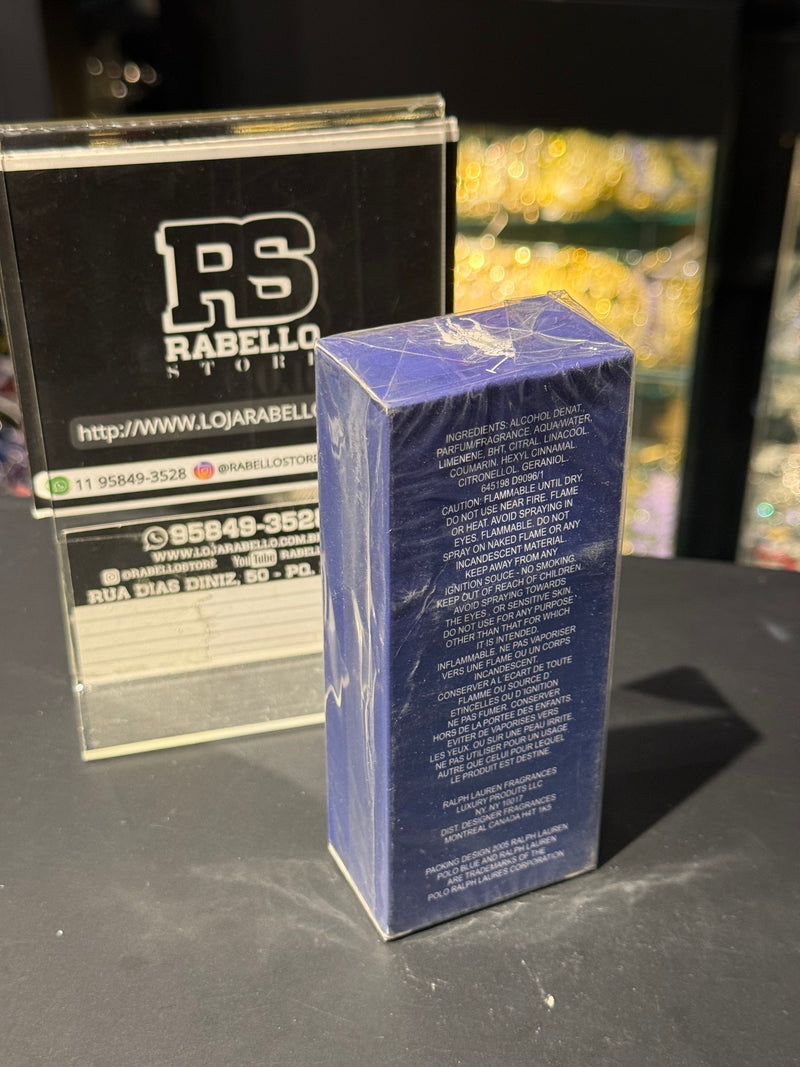 RS
RABELLO
STORE
http://WWW.LOJARABELLO
11 95849-3528 @RABELLOSTORE
95849-3528
WWW.LOJARABELLO.COM.BR
@RABELLOSTORE YouTube RABELL
RUA DIAS DINIZ, 50 - PQ.
INGREDIENTS: ALCOHOL DENAT.,
PARFUM/FRAGRANCE, AQUA/WATER,
LIMENENE, BHT, CITRAL, LINACOOL.
COUMARIN. HEXYL CINNAMAL
CITRONELLOL. GERANIOL.
645198 D9096/1
CAUTION: FLAMMABLE UNTIL DRY.
DO NOT USE NEAR FIRE. FLAME
OR HEAT. AVOID SPRAYING IN
EYES. FLAMMABLE. DO NOT
SPRAY ON NAKED FLAME OR ANY
INCANDESCENT MATERIAL.
KEEP AWAY FROM ANY
IGNITION SOUCE - NO SMOKING.
KEEP OUT OF REACH OF CHILDREN.
AVOID SPRAYING TOWARDS
THE EYES . OR SENSITIVE SKIN.
DO NOT USE FOR ANY PURPOSE
OTHER THAN THAT FOR WHICH
IT IS INTENDED.
INFLAMMABLE. NE PAS VAPORISER
VERS UNE FLAME OU UN CORPS
INCANDESCENT.
CONSERVER A L'ECART DE TOUTE
FLAMME OU SOURCE D'
ETINCELLES OU D'IGNITION
NE PAS FUMER. CONSERVER
HORS DE LA PORTEE DES ENFANTS.
EVITER DE VAPORISES VERS
LES YEUX. OU SUR UNE PEAU IRRITE.
NE PAS UTILISER POUR UN USAGE
AUTRE QUE CELUI POUR LEQUEL
LE PRODUIT EST DESTINE.
RALPH LAUREN FRAGRANCES
LUXURY PRODUTS LLC
NY. NY 10017
DIST. DESIGNER FRAGRANCES
MONTREAL CANADA H4T 1K5
PACKING DESIGN 2005 RALPH LAUREN
POLO BLUE AND RALPH LAUREN
ARE TRADEMARKS OF THE
POLO RALPH LAURES CORPORATION